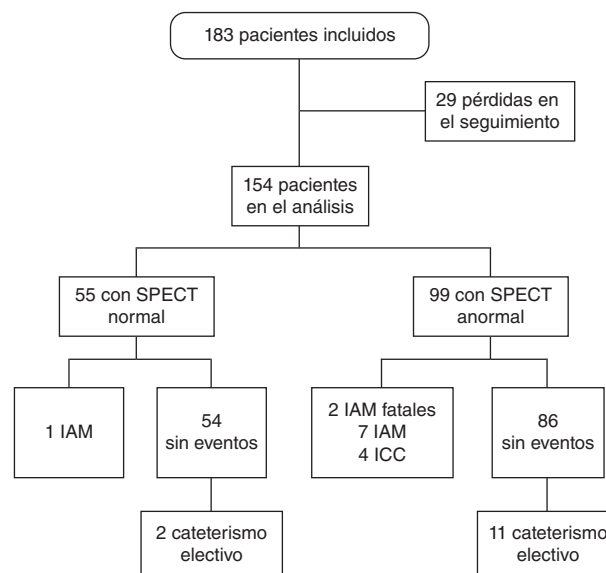 183 pacientes incluidos
29 pérdidas en
el seguimiento
154 pacientes
en el análisis
55 con SPECT
normal
99 con SPECT
anormal
1 IAM
54
sin eventos
2 IAM fatales
7 IAM
4 ICC
86
sin eventos
2 cateterismo
electivo
11 cateterismo
electivo